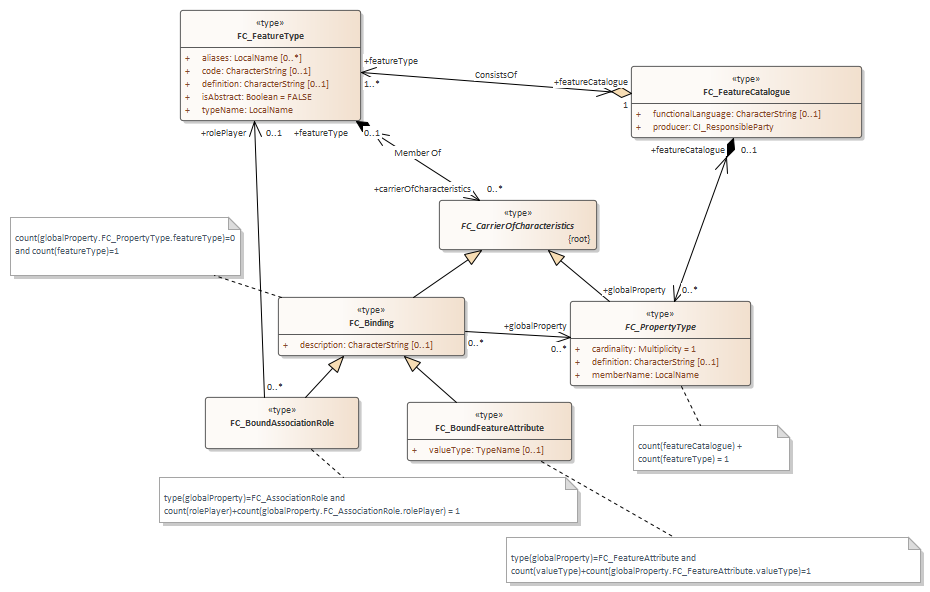 «type»
FC_FeatureType
+ aliases: LocalName [0..*]
+ code: CharacterString [0..1]
+ definition: CharacterString [0..1]
+ isAbstract: Boolean = FALSE
+ typeName: LocalName
+featureType
1..*
ConsistsOf
+featureCatalogue
1
«type»
FC_FeatureCatalogue
+ functionalLanguage: CharacterString [0..1]
+ producer: CI_ResponsibleParty
+rolePlayer
0..1
+featureType
0..1
Member Of
+featureCatalogue
0..1
+carrierOfCharacteristics
0..*
«type»
FC_CarrierOfCharacteristics
{root}
count(globalProperty.FC_PropertyType.featureType)=0
and count(featureType)=1
+globalProperty
0..*
«type»
FC_Binding
+ description: CharacterString [0..1]
+globalProperty
0..*
0..*
«type»
FC_PropertyType
+ cardinality: Multiplicity = 1
+ definition: CharacterString [0..1]
+ memberName: LocalName
0..*
«type»
FC_BoundAssociationRole
«type»
FC_BoundFeatureAttribute
+ valueType: TypeName [0..1]
count(featureCatalogue) +
count(featureType) = 1
type(globalProperty)=FC_AssociationRole and
count(rolePlayer)+count(globalProperty.FC_AssociationRole.rolePlayer) = 1
type(globalProperty)=FC_FeatureAttribute and
count(valueType)+count(globalProperty.FC_FeatureAttribute.valueType)=1